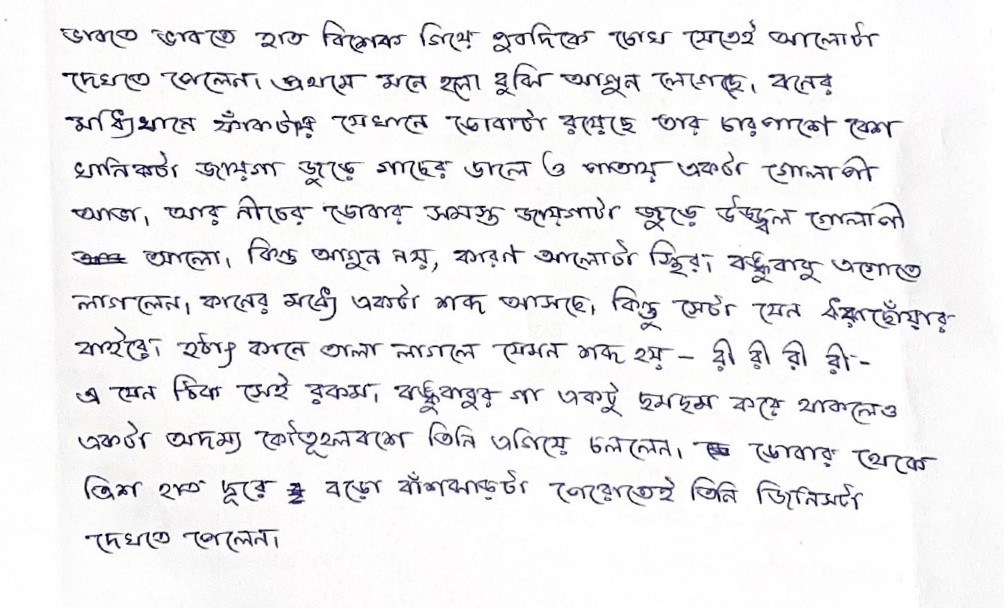 ভাবতে ভাবতে হাত বিশেক গিয়ে পুবদিকে চোখ যেতেই আলোটা
দেখতে পেলেন। প্রথমে মনে হলো বুঝি আগুন লেগেছে। বনের
মধ্যিখানে ফাঁকটায় যেখানে ডোবাটা রয়েছে তার চারপাশে বেশ
খানিকটা জায়গা জুড়ে গাছের ডালে ও পাতায় একটা গোলাপী
আভা। আর নীচের ডোবার সমস্ত জায়গাটা জুড়ে উজ্জ্বল গোলাপী
আলো। কিন্তু আগুন নয়, কারণ আলোটা স্থির। বঙ্কুবাবু এগোতে
লাগলেন। কানের মধ্যে একটা শব্দ আসছে, কিন্তু সেটা যেন ধরাছোঁয়ার
বাইরে। হঠাৎ কানে তালা লাগলে যেমন শব্দ হয় - রী রী রী রী -
এ যেন ঠিক সেই রকম। বঙ্কুবাবুর গা একটু ছমছম করে থাকলেও
একটা অদম্য কৌতূহলবশে তিনি এগিয়ে চললেন। ডোবার থেকে
ত্রিশ হাত দূরে বড়ো বাঁশঝাড়টা পেরোতেই তিনি জিনিসটা
দেখতে পেলেন।